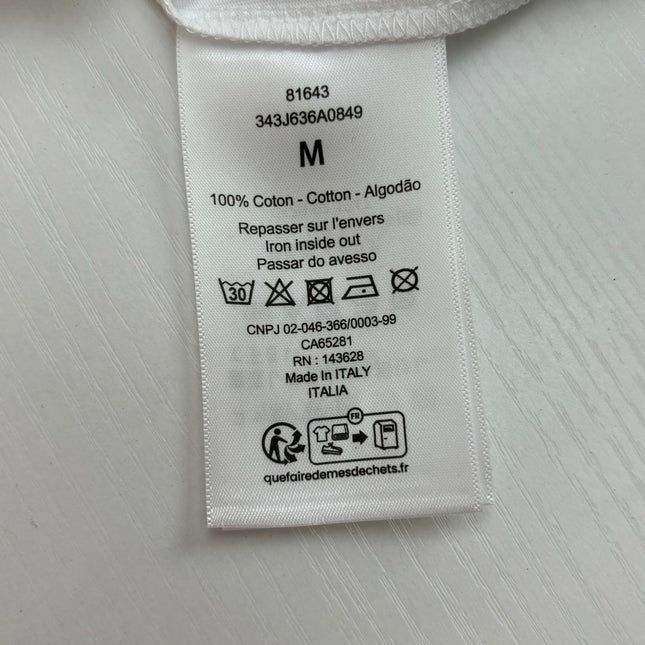 81643
343J636A0849
M
100% Coton - Cotton - Algodão
Repasser sur l'envers
Iron inside out
Passar do avesso
30
CNPJ 02-046-366/0003-99
CA65281
RN : 143628
Made In ITALY
ITALIA
FR
quefairedemesdechets.fr